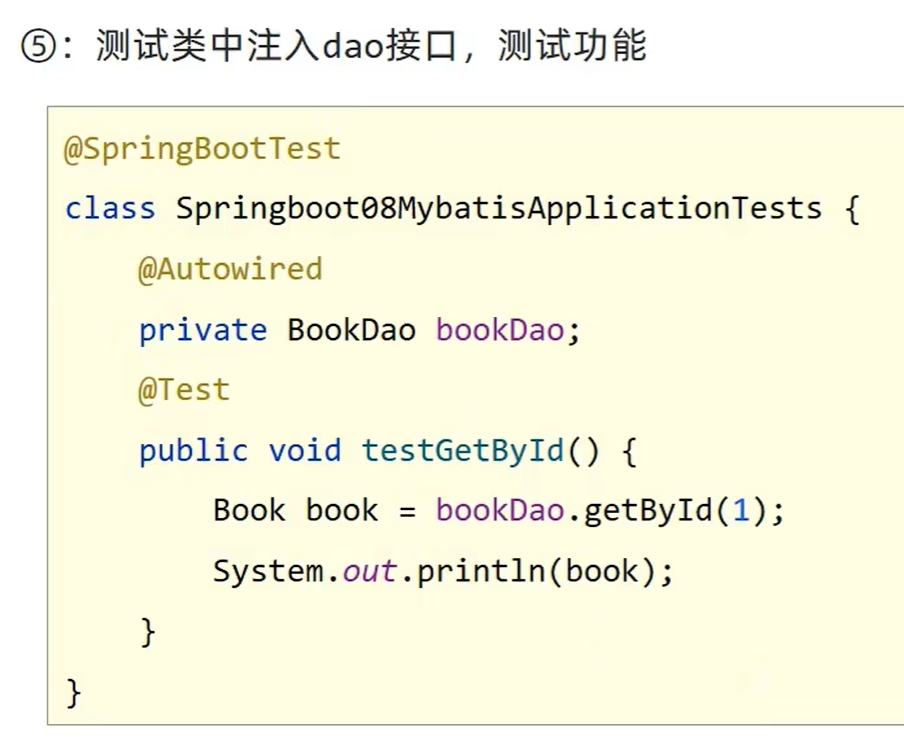 ⑤：测试类中注入dao接口，测试功能
@SpringBootTest
class Springboot08MybatisApplicationTests {
    @Autowired
    private BookDao bookDao;
    @Test
    public void testGetById() {
        Book book = bookDao.getById(1);
        System.out.println(book);
    }
}